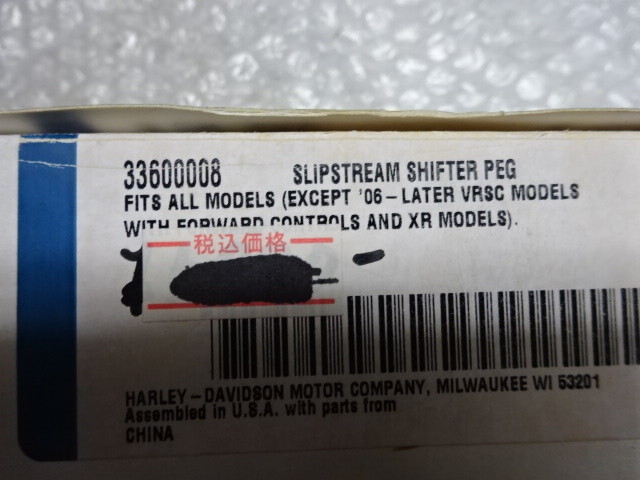 33600008 SLIPSTREAM SHIFTER PEG
FITS ALL MODELS (EXCEPT '06-LATER VRSC MODELS
WITH FORWARD CONTROLS AND XR MODELS).
税込価格
HARLEY-DAVIDSON MOTOR COMPANY, MILWAUKEE WI 53201
Assembled in U.S.A. with parts from
CHINA